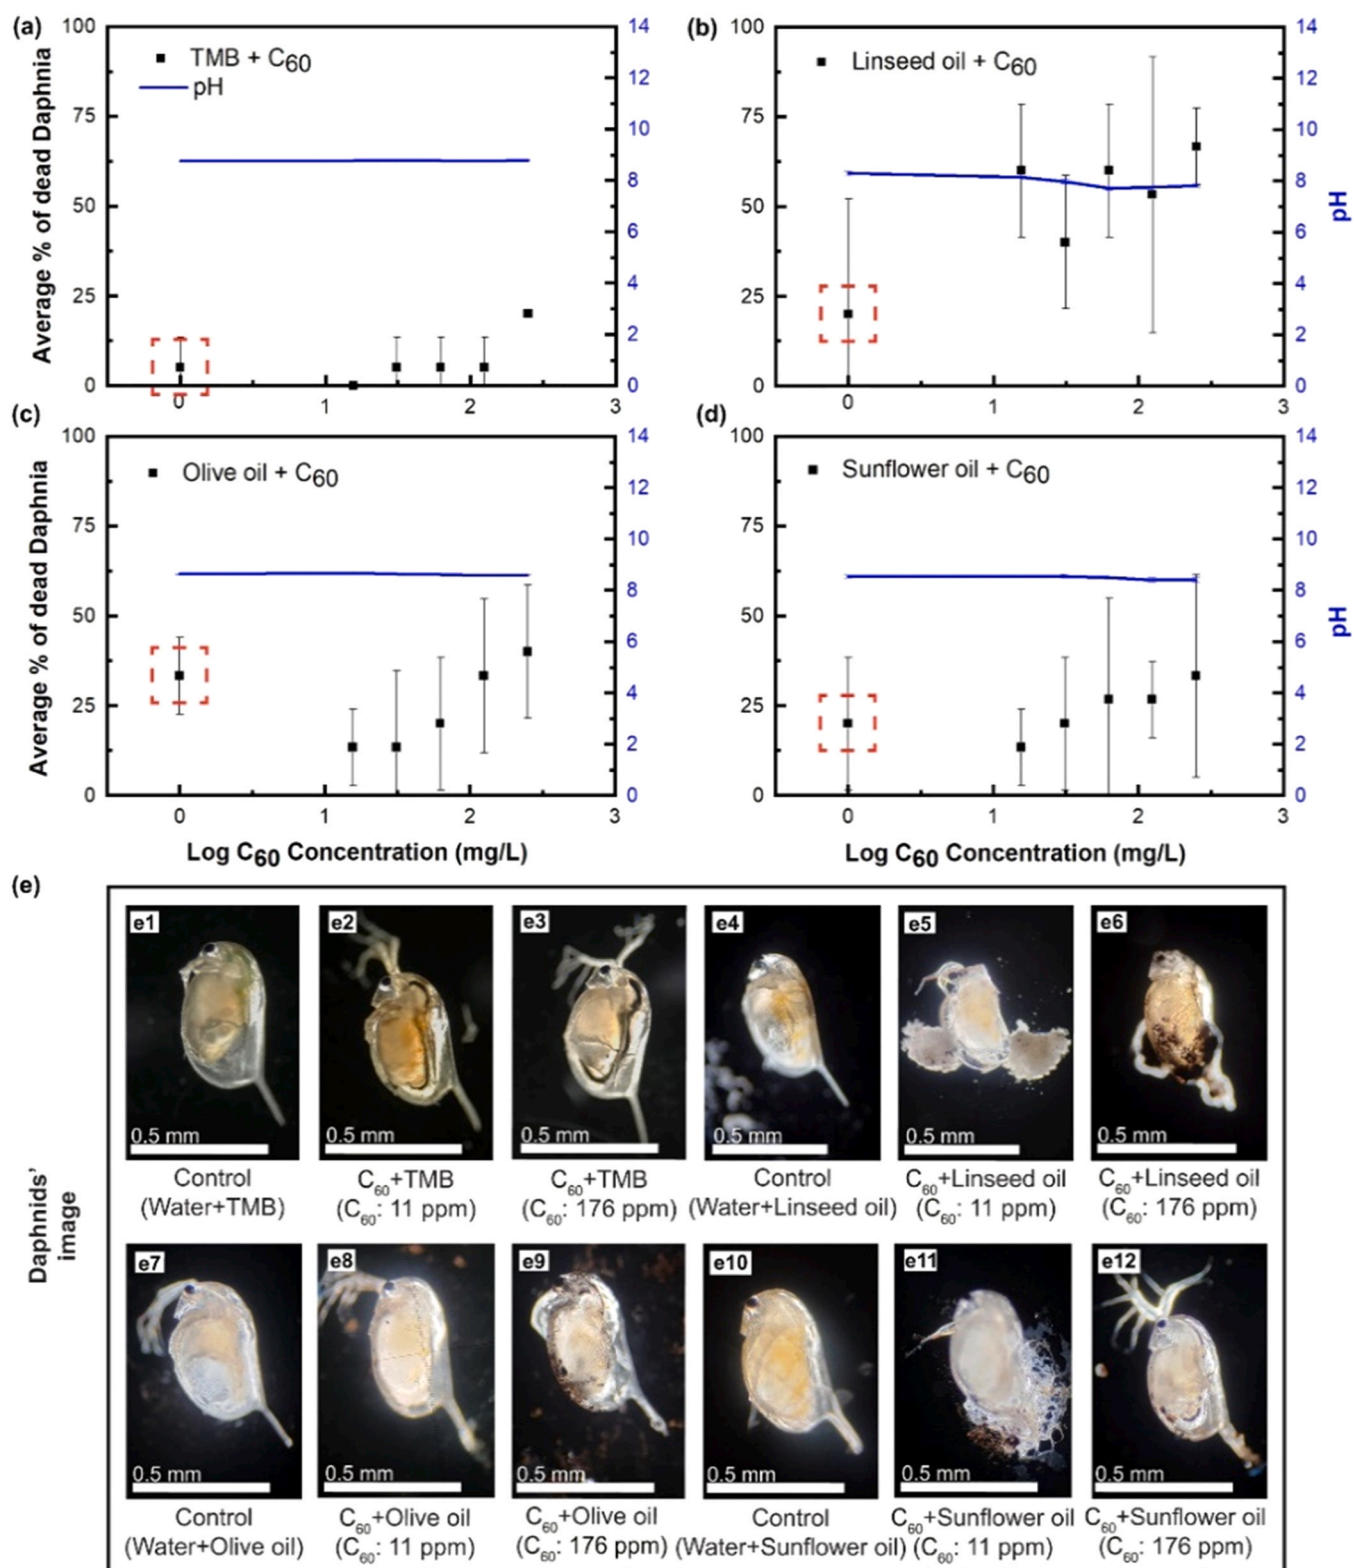 (a)
100
75
50
25
0
Average % of dead Daphnia
TMB + C60
pH
14
12
10
8
6
4
2
0
0 1 2 3
(b)
100
75
50
25
0
Linseed oil + C60
14
12
10
8
6
4
2
0
pH
0 1 2 3
(c)
100
75
50
25
0
Average % of dead Daphnia
Olive oil + C60
14
12
10
8
6
4
2
0
0 1 2 3
Log C60 Concentration (mg/L)
(d)
100
75
50
25
0
Sunflower oil + C60
14
12
10
8
6
4
2
0
pH
0 1 2 3
Log C60 Concentration (mg/L)
(e)
Daphnids'
image
e1 e2 e3 e4 e5 e6
0.5 mm 0.5 mm 0.5 mm 0.5 mm 0.5 mm 0.5 mm
Control C60+TMB C60+TMB Control C60+Linseed oil C60+Linseed oil
(Water+TMB) (C60: 11 ppm) (C60: 176 ppm) (Water+Linseed oil) (C60: 11 ppm) (C60: 176 ppm)
e7 e8 e9 e10 e11 e12
0.5 mm 0.5 mm 0.5 mm 0.5 mm 0.5 mm 0.5 mm
Control C60+Olive oil C60+Olive oil Control C60+Sunflower oil C60+Sunflower oil
(Water+Olive oil) (C60: 11 ppm) (C60: 176 ppm) (Water+Sunflower oil) (C60: 11 ppm) (C60: 176 ppm)